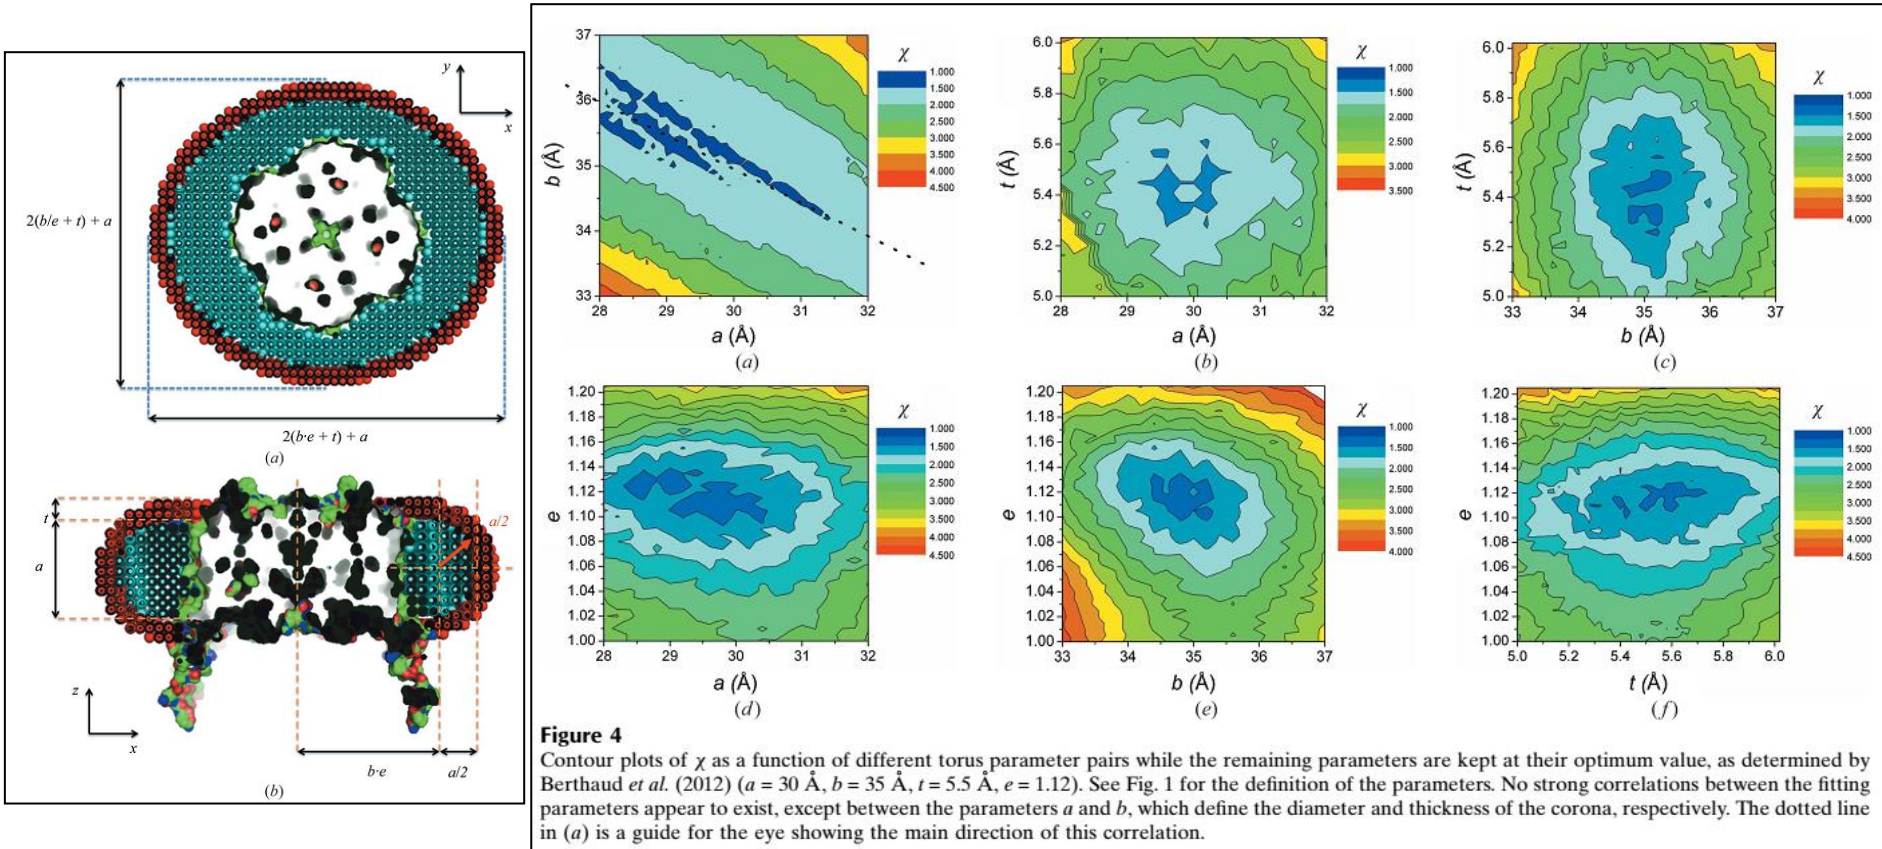 y
x
2(b/e + t) + a
2(b·e + t) + a
(a)
t
a
a/2
z
x
b·e
a/2
(b)
37
36
35
34
33
b (Å)
28 29 30 31 32
a (Å)
(a)
χ
1.000
1.500
2.000
2.500
3.000
3.500
4.500
6.0
5.8
5.6
5.4
5.2
5.0
t (Å)
28 29 30 31 32
a (Å)
(b)
χ
1.000
1.500
2.000
2.500
3.000
3.500
6.0
5.8
5.6
5.4
5.2
5.0
t (Å)
33 34 35 36 37
b (Å)
(c)
χ
1.000
1.500
2.000
2.500
3.000
3.500
4.000
1.20
1.18
1.16
1.14
1.12
1.10
1.08
1.06
1.04
1.02
1.00
e
28 29 30 31 32
a (Å)
(d)
χ
1.000
1.500
2.000
2.500
3.000
3.500
4.000
4.500
1.20
1.18
1.16
1.14
1.12
1.10
1.08
1.06
1.04
1.02
1.00
e
33 34 35 36 37
b (Å)
(e)
χ
1.000
1.500
2.000
2.500
3.000
3.500
4.000
1.20
1.18
1.16
1.14
1.12
1.10
1.08
1.06
1.04
1.02
1.00
e
5.0 5.2 5.4 5.6 5.8 6.0
t (Å)
(f)
χ
1.000
1.500
2.000
2.500
3.000
3.500
4.000
4.500
Figure 4
Contour plots of χ as a function of different torus parameter pairs while the remaining parameters are kept at their optimum value, as determined by
Berthaud et al. (2012) (a = 30 Å, b = 35 Å, t = 5.5 Å, e = 1.12). See Fig. 1 for the definition of the parameters. No strong correlations between the fitting
parameters appear to exist, except between the parameters a and b, which define the diameter and thickness of the corona, respectively. The dotted line
in (a) is a guide for the eye showing the main direction of this correlation.